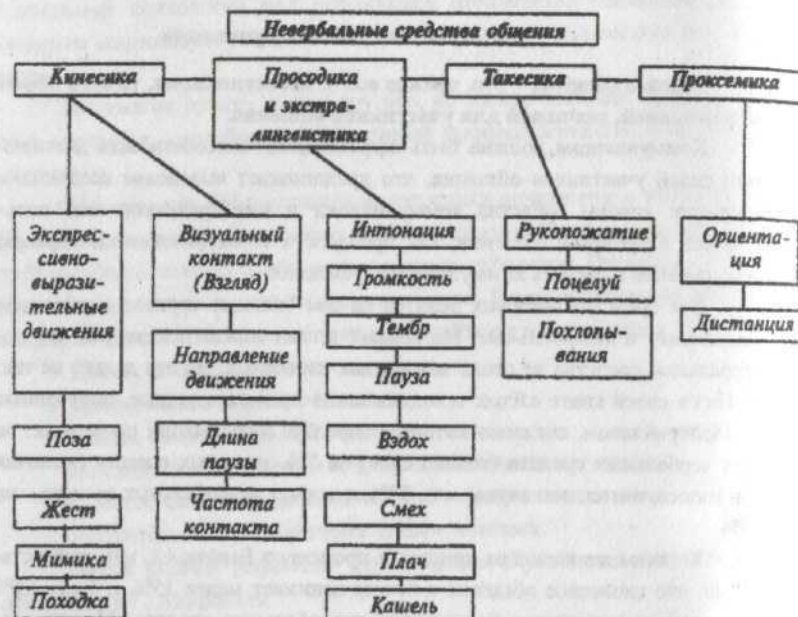 Невербальные средства общения
Кинесика
Просодика
и экстра-
лингвистика
Такесика
Проксемика
Экспрес-
сивно-
вырази-
тельные
движения
Визуальный
контакт
(Взгляд)
Направление
движения
Интонация
Громкость
Тембр
Пауза
Рукопожатие
Поцелуй
Похлопы-
вания
Ориента-
ция
Дистанция
Поза
Жест
Мимика
Походка
Длина
паузы
Частота
контакта
Вздох
Смех
Плач
Кашель